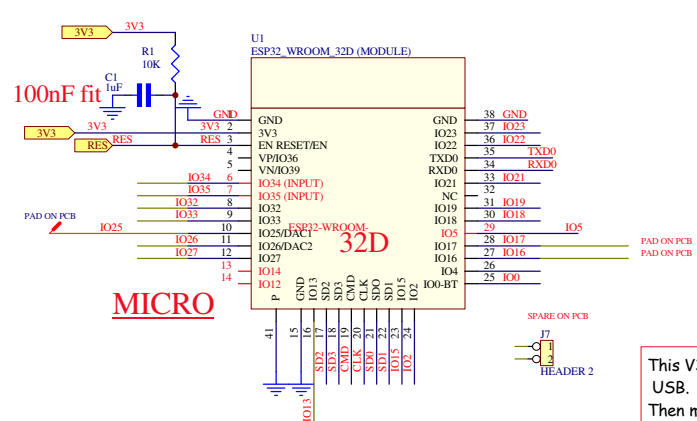 3V3
3V3
R1
10K
C1
1uF
100nF fit
3V3
3V3
RES
RES
U1
ESP32_WROOM_32D (MODULE)
GND 1 GND
3V3 2 3V3
RES 3 EN RESET/EN
4 VP/IO36
5 VN/IO39
IO34 6 IO34 (INPUT)
IO35 7 IO35 (INPUT)
IO32 8 IO32
IO33 9 IO33
PAD ON PCB
IO25 10 IO25/DAC1
IO26 11 IO26/DAC2
IO27 12 IO27
13 IO14
14 IO12
ESP32-WROOM-
32D
GND 38 GND
IO23 37 IO23
IO22 36 IO22
TXD0 35 TXD0
RXD0 34 RXD0
IO21 33 IO21
NC 32
IO19 31 IO19
IO18 30 IO18
IO5 29 IO5
IO17 28 IO17 PAD ON PCB
IO16 27 IO16 PAD ON PCB
IO4 26
IO0-BT 25 IO0
MICRO
P 41
GND 15
IO13 16 IO13
SD2 17 SD2
SD3 18 SD3
CMD 19 CMD
CLK 20 CLK
SDO 21 SD0
SD1 22 SD1
IO15 23 IO15
IO2 24 IO2
SPARE ON PCB
J7
1
2
HEADER 2
This V3
USB.
Then m